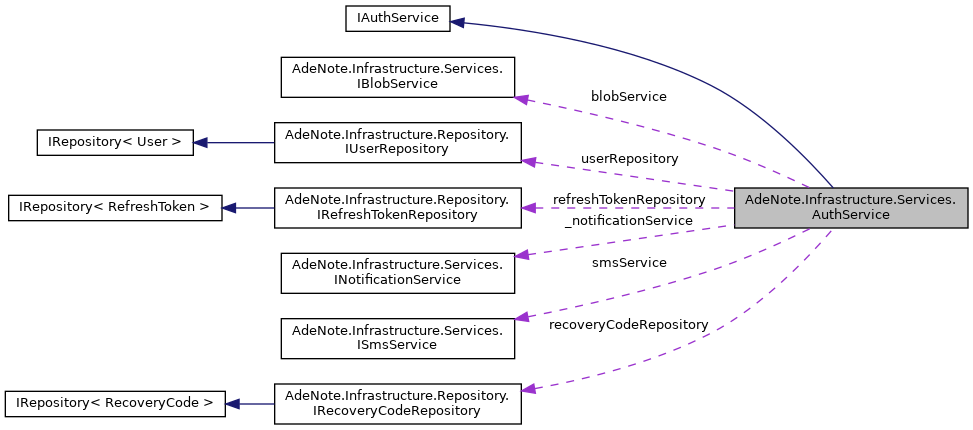 IAuthService
AdeNote.Infrastructure.Services.
IBlobService
blobService
IRepository< User >
AdeNote.Infrastructure.Repository.
IUserRepository
userRepository
IRepository< RefreshToken >
AdeNote.Infrastructure.Repository.
IRefreshTokenRepository
refreshTokenRepository
AdeNote.Infrastructure.Services.
AuthService
_notificationService
AdeNote.Infrastructure.Services.
INotificationService
smsService
AdeNote.Infrastructure.Services.
ISmsService
recoveryCodeRepository
IRepository< RecoveryCode >
AdeNote.Infrastructure.Repository.
IRecoveryCodeRepository